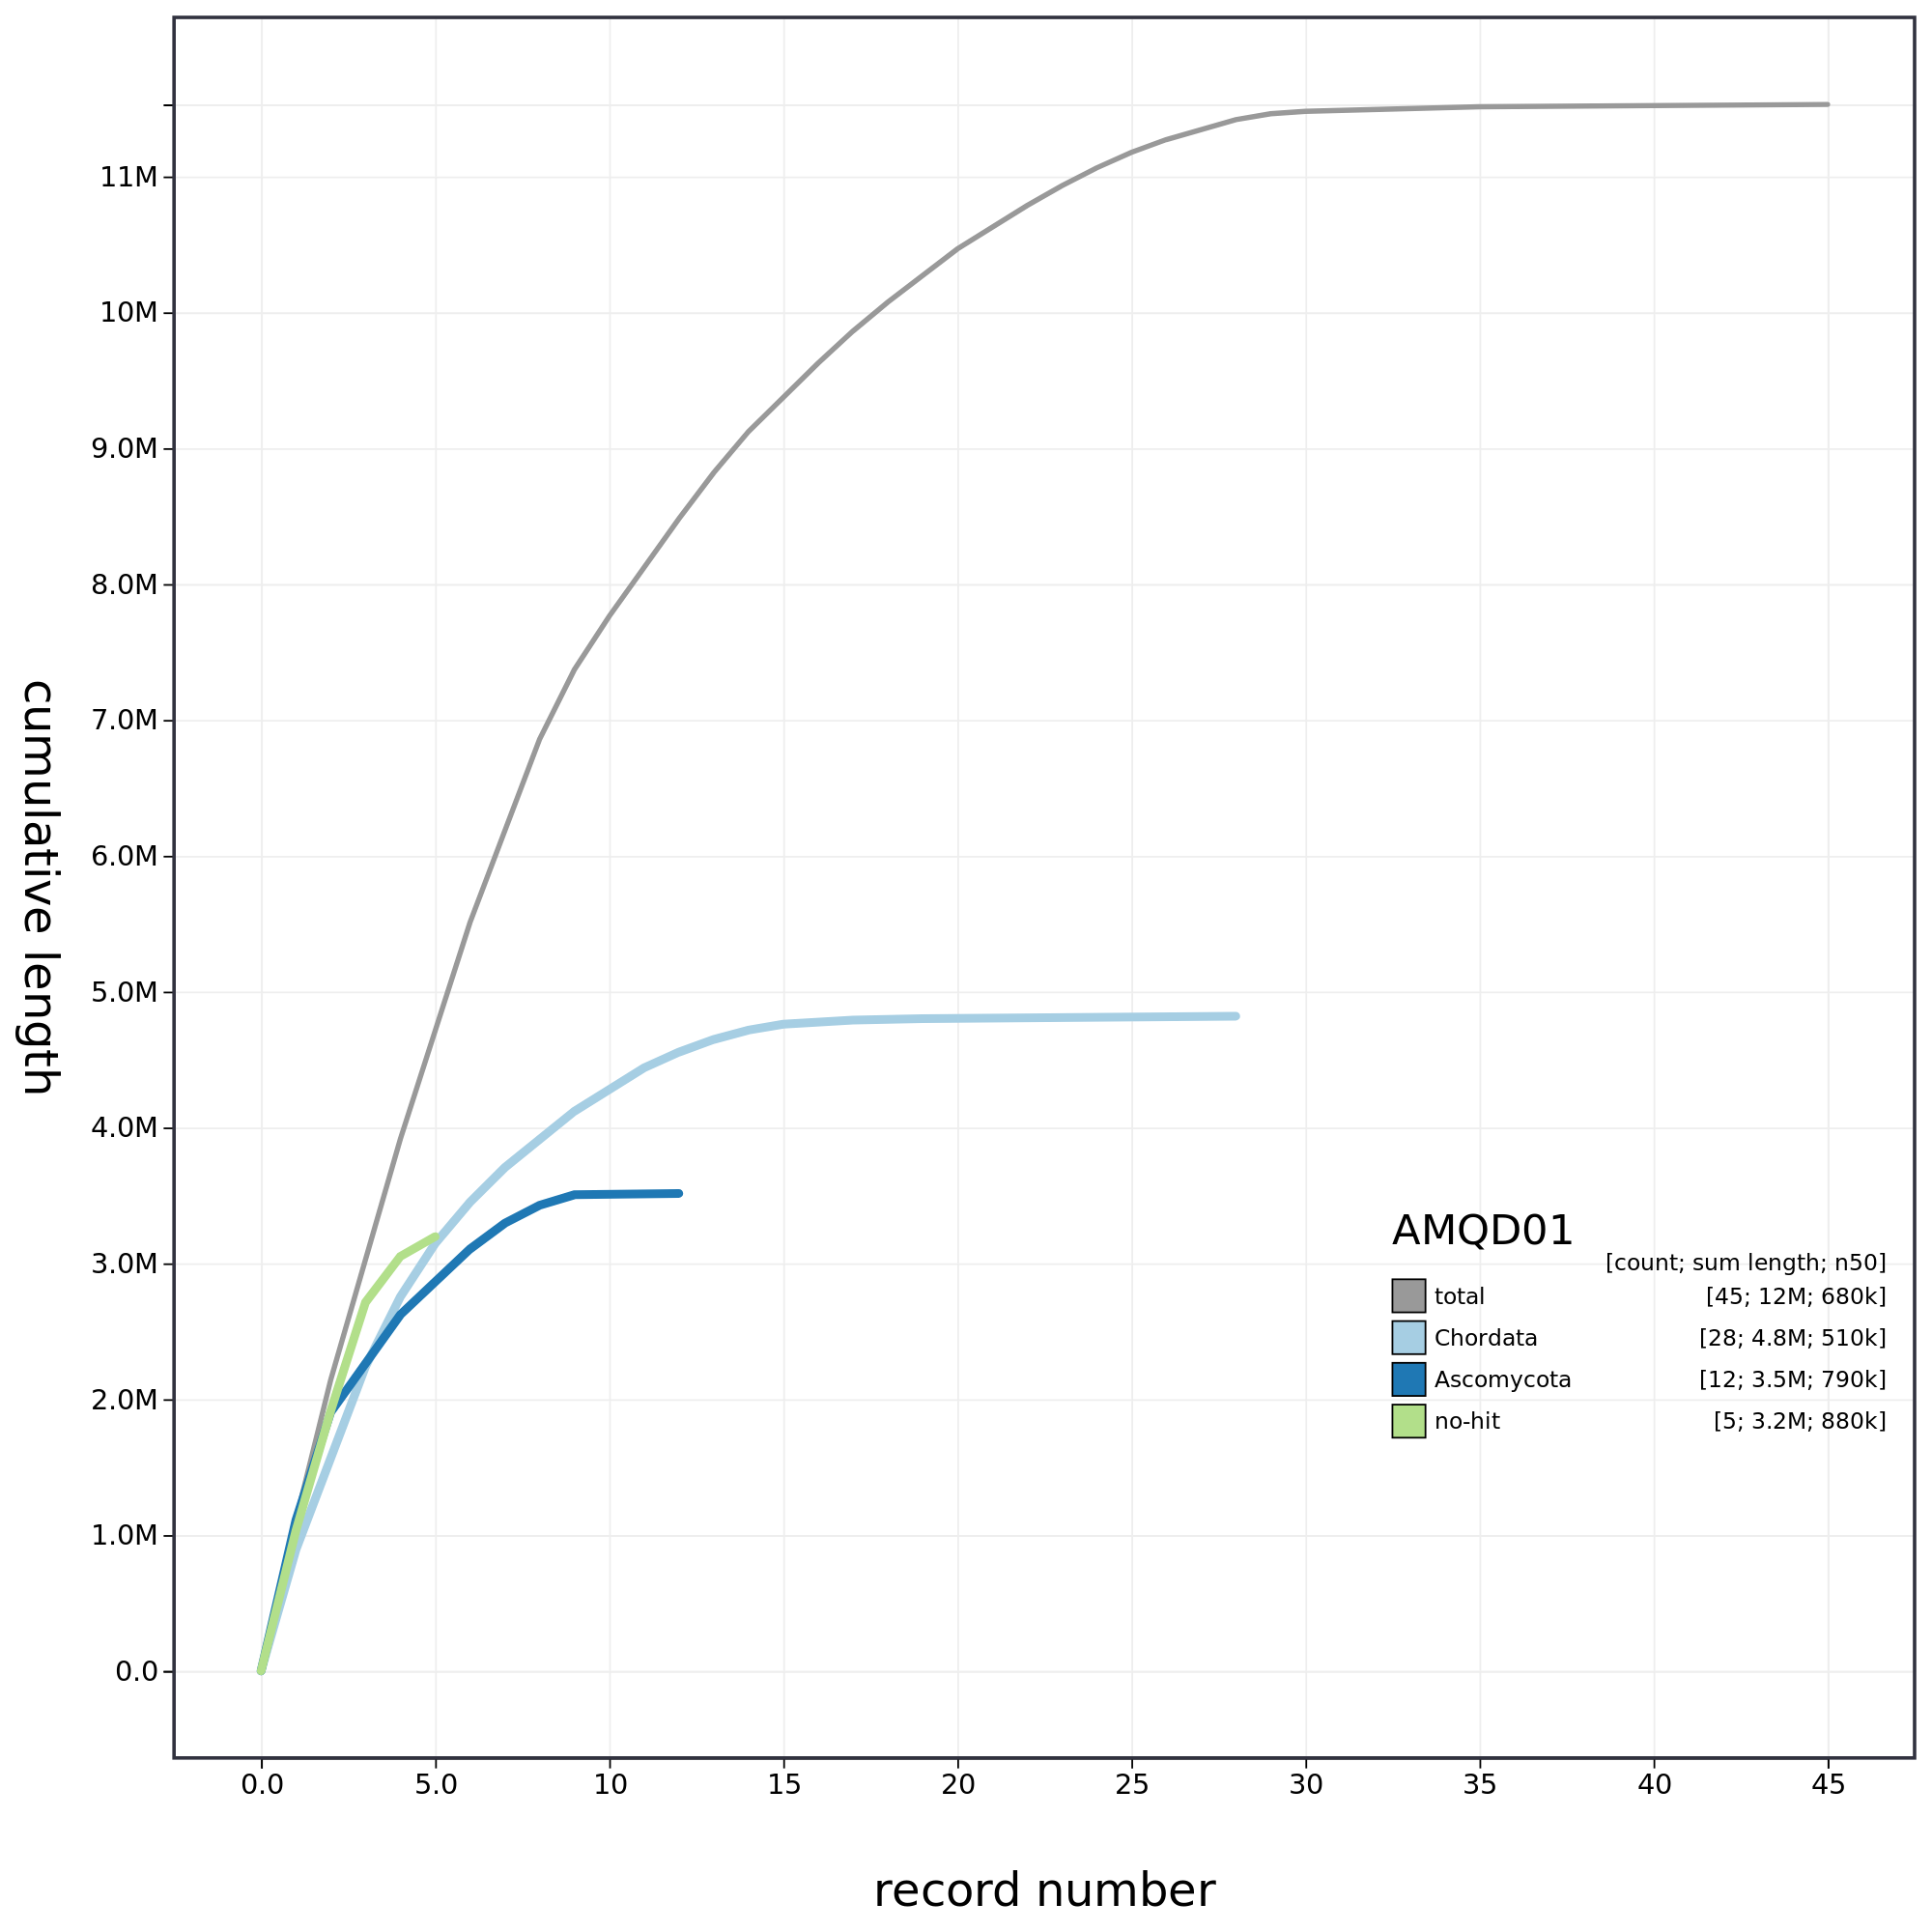 11M
10M
9.0M
8.0M
7.0M
6.0M
5.0M
4.0M
3.0M
2.0M
1.0M
0.0
cumulative length
AMQD01
[count; sum length; n50]
total [45; 12M; 680k]
Chordata [28; 4.8M; 510k]
Ascomycota [12; 3.5M; 790k]
no-hit [5; 3.2M; 880k]
0.0 5.0 10 15 20 25 30 35 40 45
record number